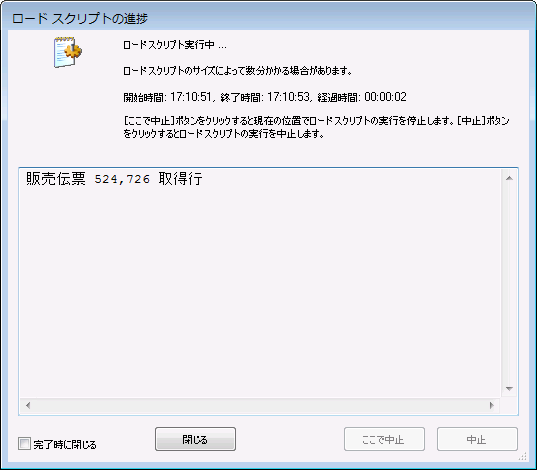 ロード スクリプトの進捗
ロードスクリプト実行中 ...
ロードスクリプトのサイズによって数分かかる場合があります。
開始時間: 17:10:51, 終了時間: 17:10:53, 経過時間: 00:00:02
[ここで中止]ボタンをクリックすると現在の位置でロードスクリプトの実行を停止します。[中止]ボタン
をクリックするとロードスクリプトの実行を中止します。
販売伝票 524,726 取得行
完了時に閉じる
閉じる
ここで中止
中止